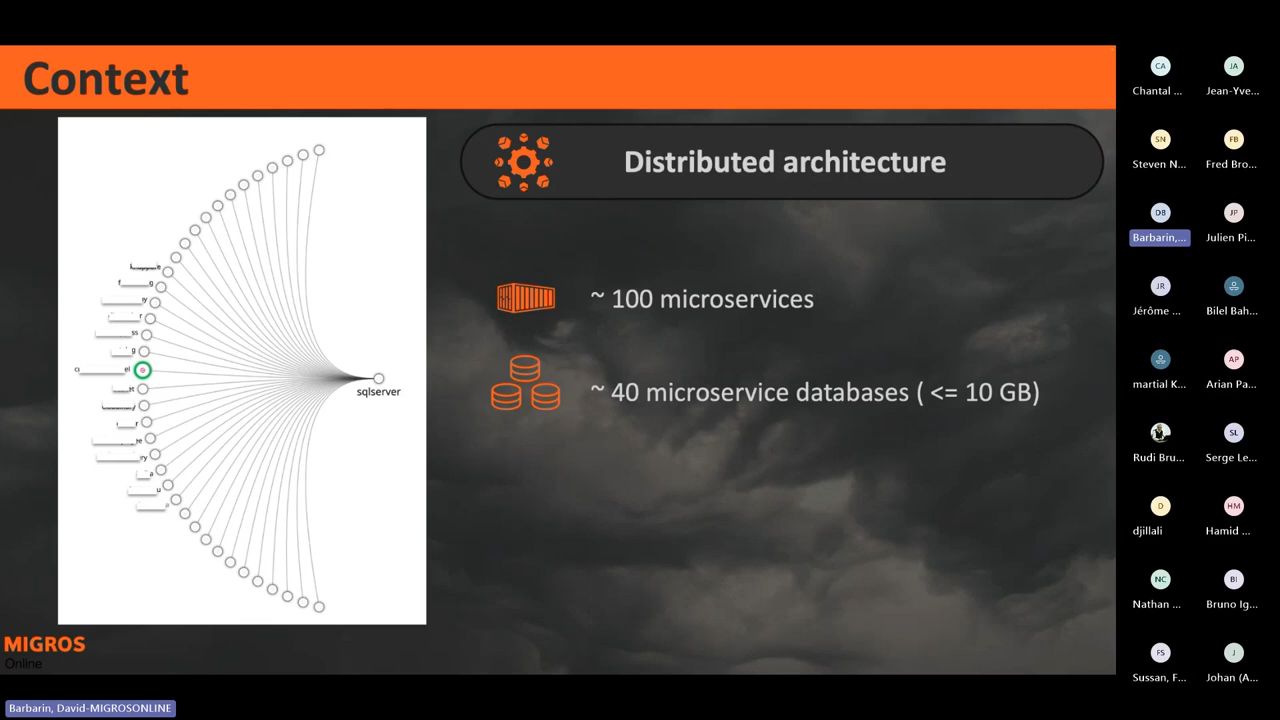 Context
Distributed architecture
~ 100 microservices
~ 40 microservice databases ( <= 10 GB)
sqlserver
MIGROS
Online
Barbarin, David-MIGROSONLINE
CA
Chantal ...
JA
Jean-Yve...
SN
Steven N...
FB
Fred Bro...
DB
Barbarin,...
JP
Julien Pi...
JR
Jérôme ...
Bilel Bah...
martial K...
AP
Arian Pa...
Rudi Bru...
SL
Serge Le...
D
djillali
HM
Hamid ...
NC
Nathan ...
BI
Bruno Ig...
FS
Sussan, F...
J
Johan (A...